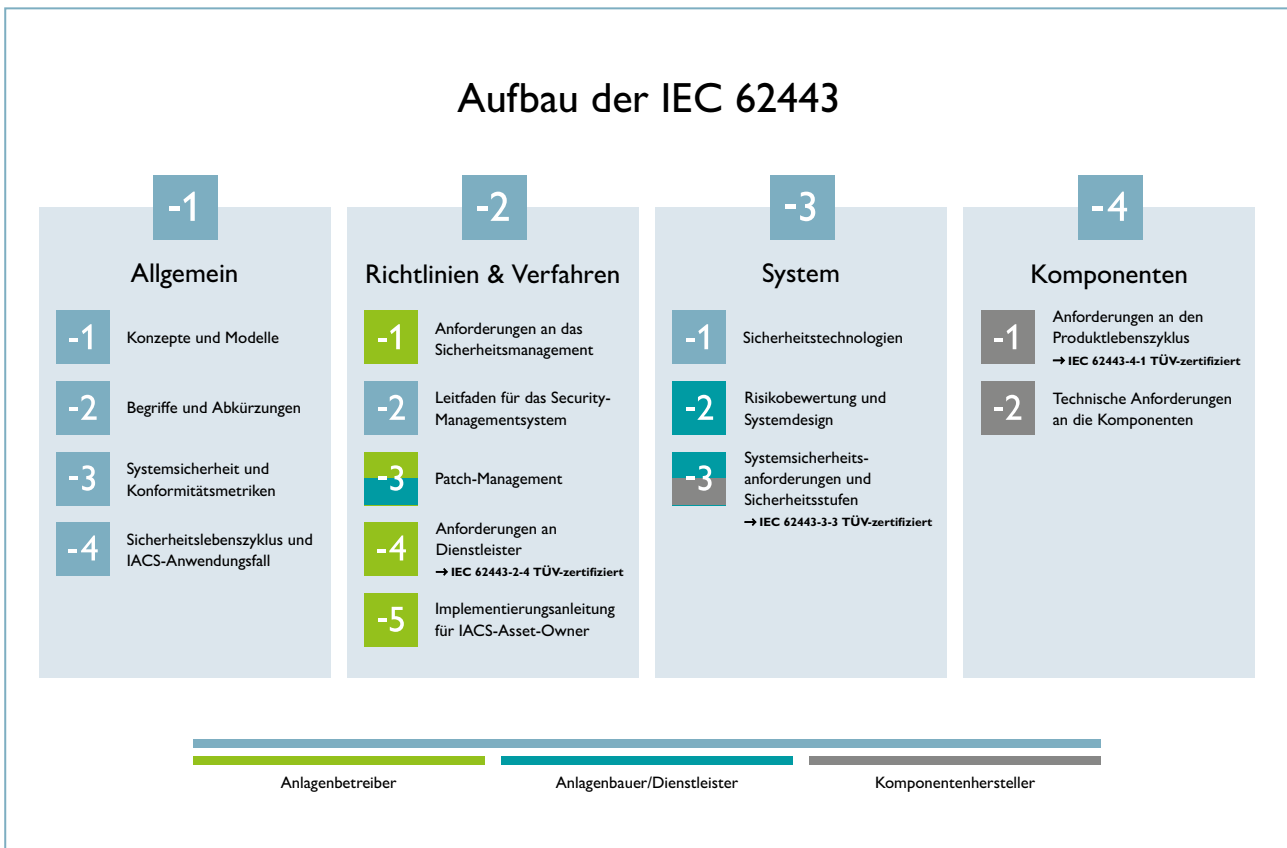 Aufbau der IEC 62443
-1
Allgemein
-1
Konzepte und Modelle
-2
Begriffe und Abkürzungen
-3
Systemsicherheit und
Konformitätsmetriken
-4
Sicherheitslebenszyklus und
IACS-Anwendungsfall
-2
Richtlinien & Verfahren
-1
Anforderungen an das
Sicherheitsmanagement
-2
Leitfaden für das Security-
Managementsystem
-3
Patch-Management
-4
Anforderungen an
Dienstleister
→ IEC 62443-2-4 TÜV-zertifiziert
-5
Implementierungsanleitung
für IACS-Asset-Owner
-3
System
-1
Sicherheitstechnologien
-2
Risikobewertung und
Systemdesign
-3
Systemsicherheits-
anforderungen und
Sicherheitsstufen
→ IEC 62443-3-3 TÜV-zertifiziert
-4
Komponenten
-1
Anforderungen an den
Produktlebenszyklus
→ IEC 62443-4-1 TÜV-zertifiziert
-2
Technische Anforderungen
an die Komponenten
Anlagenbetreiber
Anlagenbauer/Dienstleister
Komponentenhersteller